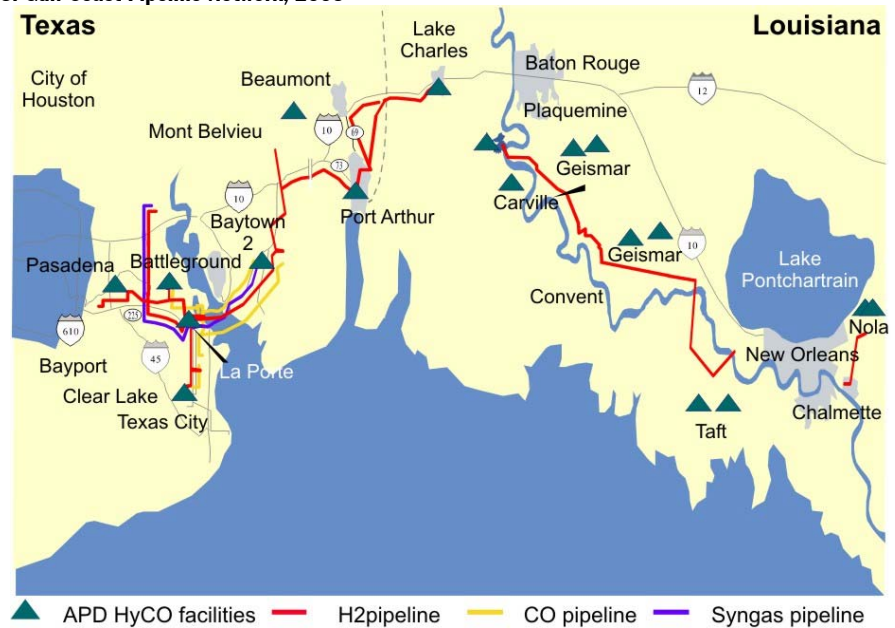 Texas
Louisiana
Lake
Charles
City of
Houston
Beaumont
Baton Rouge
12
Plaquemine
Mont Belvieu
10
69
73
Geismar
10
Carville
Port Arthur
Baytown
2
Pasadena
Battleground
Geismar
10
Lake
Pontchartrain
Convent
610
225
Nola
Bayport
45
La Porte
New Orleans
Clear Lake
Texas City
Chalmette
Taft
APD HyCO facilities
H2pipeline
CO pipeline
Syngas pipeline